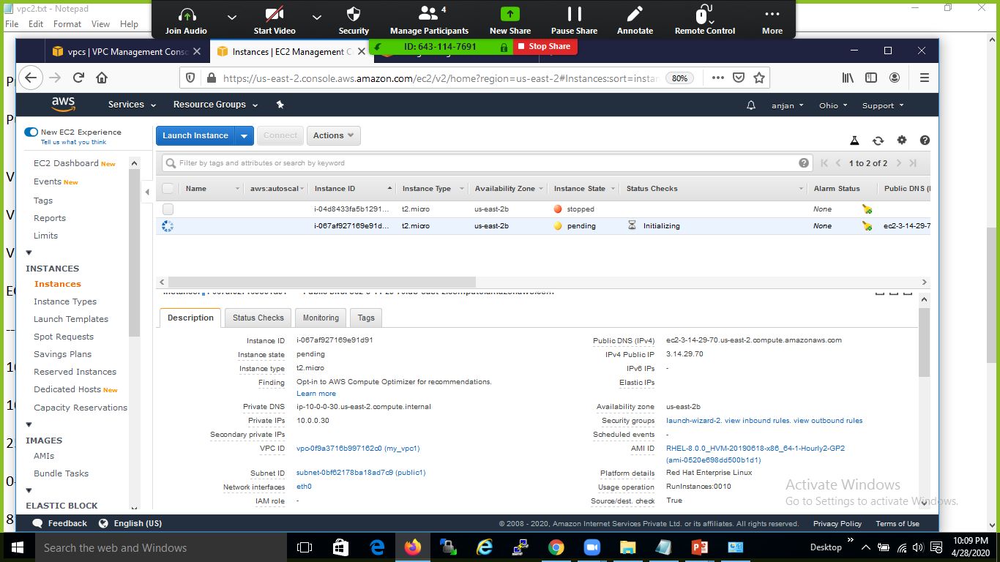 vpc2.txt - Notepad
File Edit Format View Help
Join Audio
Start Video
Security
4
Manage Participants
New Share
Pause Share
Annotate
Remote Control
More
ID: 643-114-7691
Stop Share
vpcs | VPC Management Conso
Instances | EC2 Management C
https://us-east-2.console.aws.amazon.com/ec2/v2/home?region=us-east-2#Instances:sort=instan
80%
aws
Services
Resource Groups
anjan
Ohio
Support
New EC2 Experience
Tell us what you think
EC2 Dashboard New
Events New
Tags
Reports
Limits
INSTANCES
Instances
Instance Types
Launch Templates
Spot Requests
Savings Plans
Reserved Instances
Dedicated Hosts New
Capacity Reservations
IMAGES
AMIs
Bundle Tasks
ELASTIC BLOCK
Launch Instance
Connect
Actions
Filter by tags and attributes or search by keyword
1 to 2 of 2
Name aws:autoscal Instance ID Instance Type Availability Zone Instance State Status Checks Alarm Status Public DNS (I
i-04d8433fa5b1291... t2.micro us-east-2b stopped None
i-067af927169e91d... t2.micro us-east-2b pending Initializing None ec2-3-14-29-7
Description
Status Checks
Monitoring
Tags
Instance ID i-067af927169e91d91
Instance state pending
Instance type t2.micro
Finding Opt-in to AWS Compute Optimizer for recommendations.
Learn more
Private DNS ip-10-0-0-30.us-east-2.compute.internal
Private IPs 10.0.0.30
Secondary private IPs
VPC ID vpc-0f9a3716b997162c0 (my_vpc1)
Subnet ID subnet-0bf62178ba18ad7c9 (public1)
Network interfaces eth0
IAM role -
Public DNS (IPv4) ec2-3-14-29-70.us-east-2.compute.amazonaws.com
IPv4 Public IP 3.14.29.70
IPv6 IPs -
Elastic IPs
Availability zone us-east-2b
Security groups launch-wizard-2. view inbound rules. view outbound rules
Scheduled events -
AMI ID RHEL-8.0.0_HVM-20190618-x86_64-1-Hourly2-GP2
(ami-0520e698dd500b1d1)
Platform details Red Hat Enterprise Linux
Usage operation RunInstances:0010
Source/dest. check True
Activate Windows
Go to Settings to activate Windows.
Feedback
English (US)
© 2008 - 2020, Amazon Internet Services Private Ltd. or its affiliates. All rights reserved.
Privacy Policy
Terms of Use
Search the web and Windows
Desktop
10:09 PM
4/28/2020